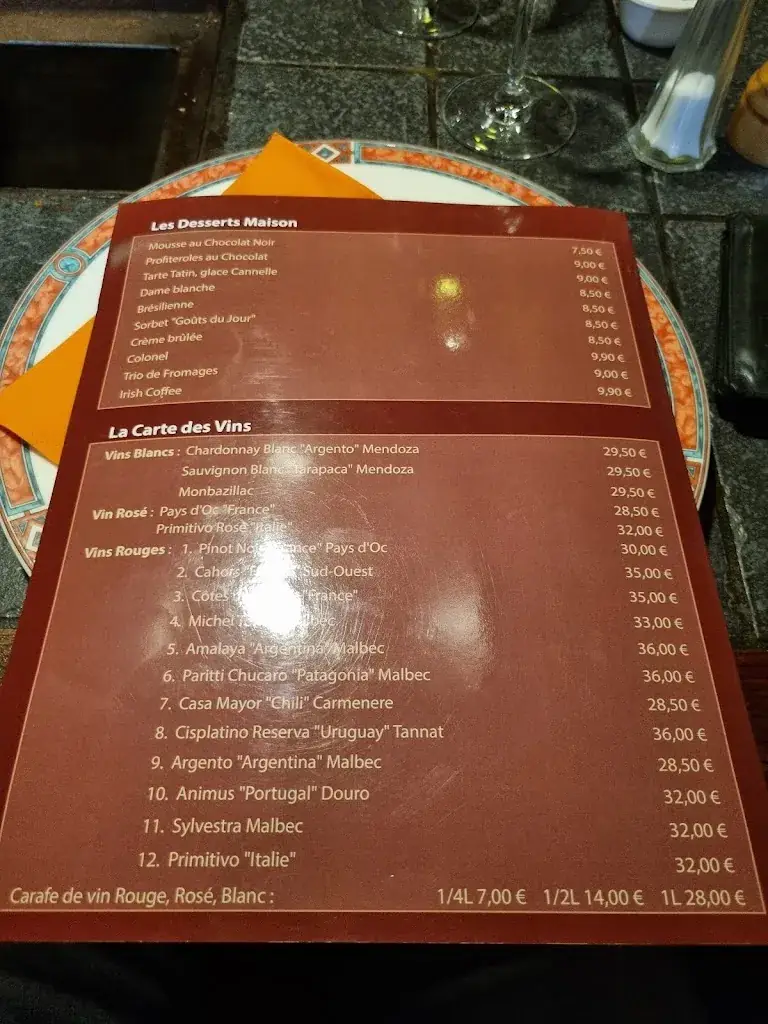 Les Desserts Maison
Mousse au Chocolat Noir 7,50 €
Profiteroles au Chocolat 9,00 €
Tarte Tatin, glace Cannelle 9,00 €
Dame blanche 8,50 €
Brésilienne 8,50 €
Sorbet "Goûts du Jour" 8,50 €
Crème brûlée 8,50 €
Colonel 9,90 €
Trio de Fromages 9,00 €
Irish Coffee 9,90 €
La Carte des Vins
Vins Blancs : Chardonnay Blanc "Argento" Mendoza 29,50 €
Sauvignon Blanc "Tarapaca" Mendoza 29,50 €
Monbazillac 29,50 €
Vin Rosé : Pays d'Oc "France" 28,50 €
Primitivo Rosé "Italie" 32,00 €
Vins Rouges : 1. Pinot Noir "France" Pays d'Oc 30,00 €
2. Cahors Sud-Ouest 35,00 €
3. Côtes "France" 35,00 €
4. Michel 33,00 €
5. Amalaya "Argentina" Malbec 36,00 €
6. Paritti Chucaro "Patagonia" Malbec 36,00 €
7. Casa Mayor "Chili" Carmenere 28,50 €
8. Cisplatino Reserva "Uruguay" Tannat 36,00 €
9. Argento "Argentina" Malbec 28,50 €
10. Animus "Portugal" Douro 32,00 €
11. Sylvestra Malbec 32,00 €
12. Primitivo "Italie" 32,00 €
Carafe de vin Rouge, Rosé, Blanc : 1/4L 7,00 € 1/2L 14,00 € 1L 28,00 €